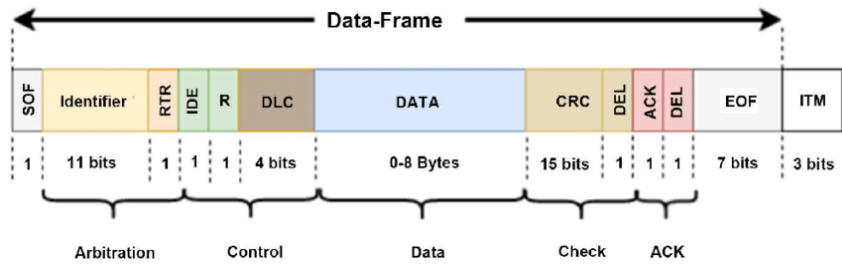 Data-Frame
SOF Identifier RTR IDE R DLC DATA CRC DEL ACK DEL EOF ITM
1 11 bits 1 1 1 4 bits 0-8 Bytes 15 bits 1 1 1 7 bits 3 bits
Arbitration Control Data Check ACK